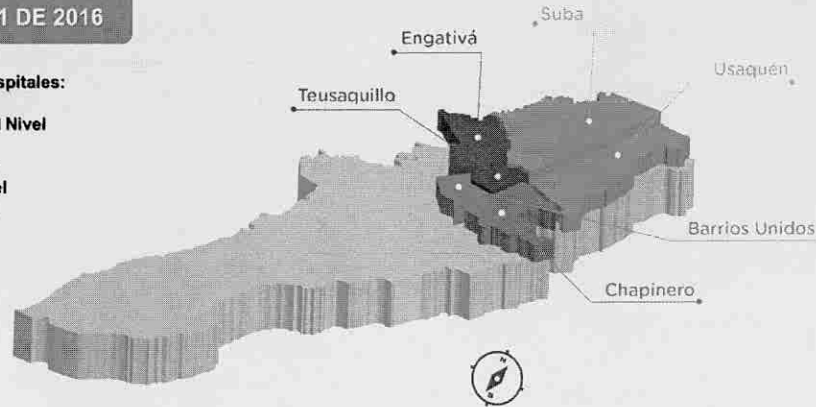 1 DE 2016
spitales:
Nivel
el
Suba
Engativá
Usaquén
Teusaquillo
Barrios Unidos
Chapinero
N